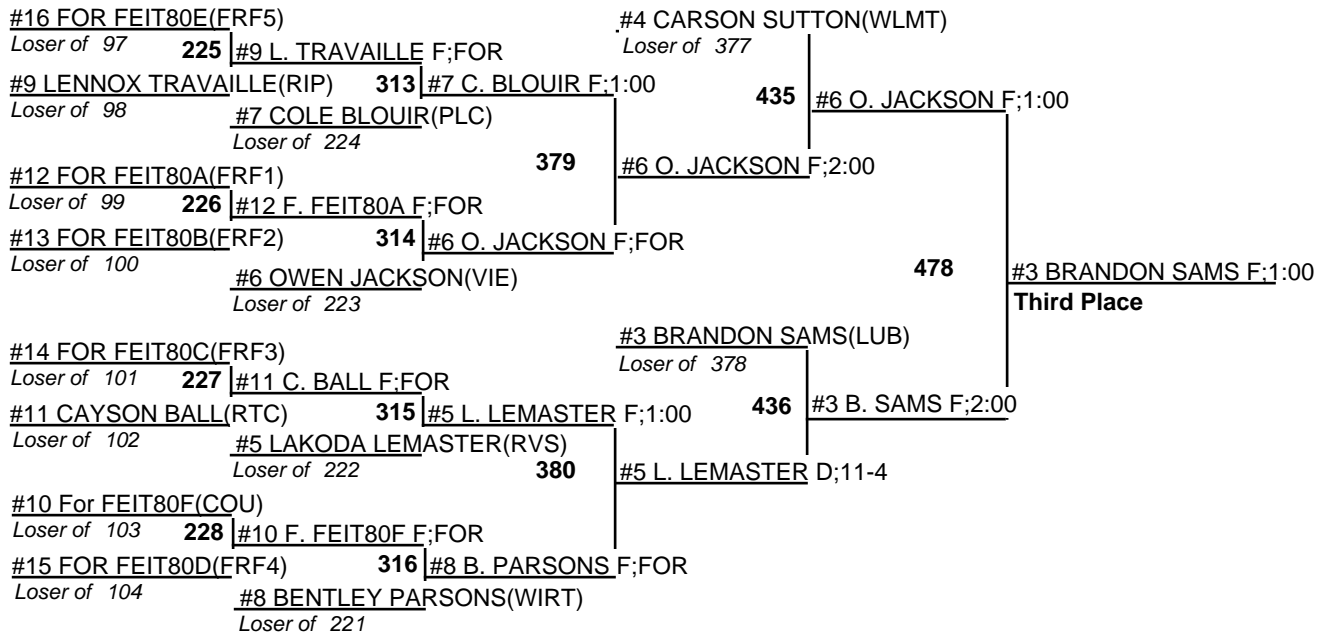 #16 FOR FEIT80E(FRF5)
#4 CARSON SUTTON(WLMT)
Loser of 97
Loser of 377
225
#9 L. TRAVAILLE F;FOR
#9 LENNOX TRAVAILLE(RIP)
313
#7 C. BLOUIR F;1:00
435
#6 O. JACKSON F;1:00
Loser of 98
#7 COLE BLOUIR(PLC)
Loser of 224
379
#6 O. JACKSON F;2:00
#12 FOR FEIT80A(FRF1)
Loser of 99
226
#12 F. FEIT80A F;FOR
#13 FOR FEIT80B(FRF2)
314
#6 O. JACKSON F;FOR
Loser of 100
478
#3 BRANDON SAMS F;1:00
#6 OWEN JACKSON(VIE)
Loser of 223
Third Place
#3 BRANDON SAMS(LUB)
#14 FOR FEIT80C(FRF3)
Loser of 378
Loser of 101
227
#11 C. BALL F;FOR
#11 CAYSON BALL(RTC)
315
#5 L. LEMASTER F;1:00
436
#3 B. SAMS F;2:00
Loser of 102
#5 LAKODA LEMASTER(RVS)
Loser of 222
380
#5 L. LEMASTER D;11-4
#10 For FEIT80F(COU)
Loser of 103
228
#10 F. FEIT80F F;FOR
#15 FOR FEIT80D(FRF4)
316
#8 B. PARSONS F;FOR
Loser of 104
#8 BENTLEY PARSONS(WIRT)
Loser of 221